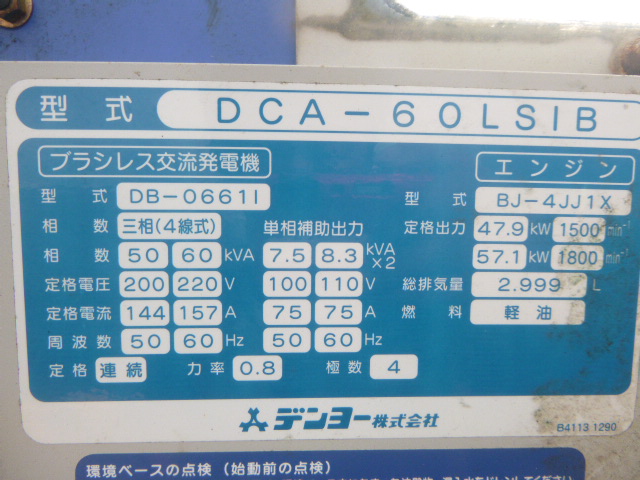 型式 DCA-60LSIB
ブラシレス交流発電機 エンジン
型式 DB-0661I 型式 BJ-4JJ1X
相数 三相(4線式) 単相補助出力 定格出力 47.9 kW 1500 min⁻¹
相数 50 60 kVA 7.5 8.3 kVA×2 57.1 kW 1800 min⁻¹
定格電圧 200 220 V 100 110 V 総排気量 2.999 L
定格電流 144 157 A 75 75 A 燃料 軽油
周波数 50 60 Hz 50 60 Hz
定格 連続 力率 0.8 極数 4
デンヨー株式会社
B4113 1290
環境ベースの点検(始動前の点検)